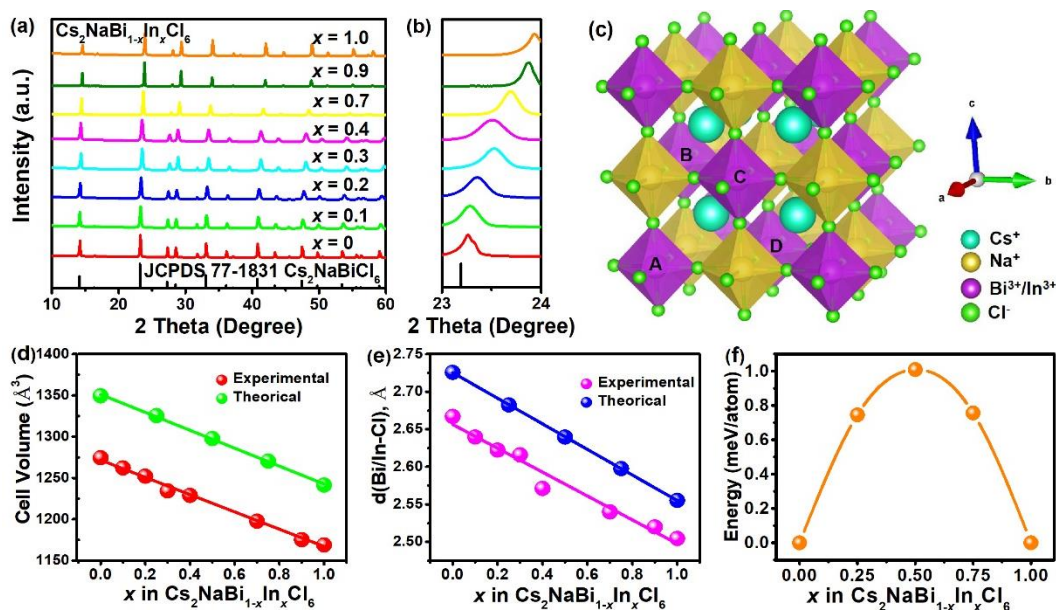 (a)
Cs2NaBi1-xInxCl6
x = 1.0
x = 0.9
x = 0.7
x = 0.4
x = 0.3
x = 0.2
x = 0.1
x = 0
JCPDS 77-1831 Cs2NaBiCl6
Intensity (a.u.)
10 20 30 40 50 60
2 Theta (Degree)
(b)
23 24
2 Theta (Degree)
(c)
B
C
A
D
c
a
b
Cs+
Na+
Bi3+/In3+
Cl-
(d)
1400
1350
1300
1250
1200
1150
Cell Volume (Å3)
Experimental
Theorical
0.0 0.2 0.4 0.6 0.8 1.0
x in Cs2NaBi1-xInxCl6
(e)
2.75
2.70
2.65
2.60
2.55
2.50
d(Bi/In-Cl), Å
Experimental
Theorical
0.0 0.2 0.4 0.6 0.8 1.0
x in Cs2NaBi1-xInxCl6
(f)
1.0
0.8
0.6
0.4
0.2
0.0
Energy (meV/atom)
0.00 0.25 0.50 0.75 1.00
x in Cs2NaBi1-xInxCl6